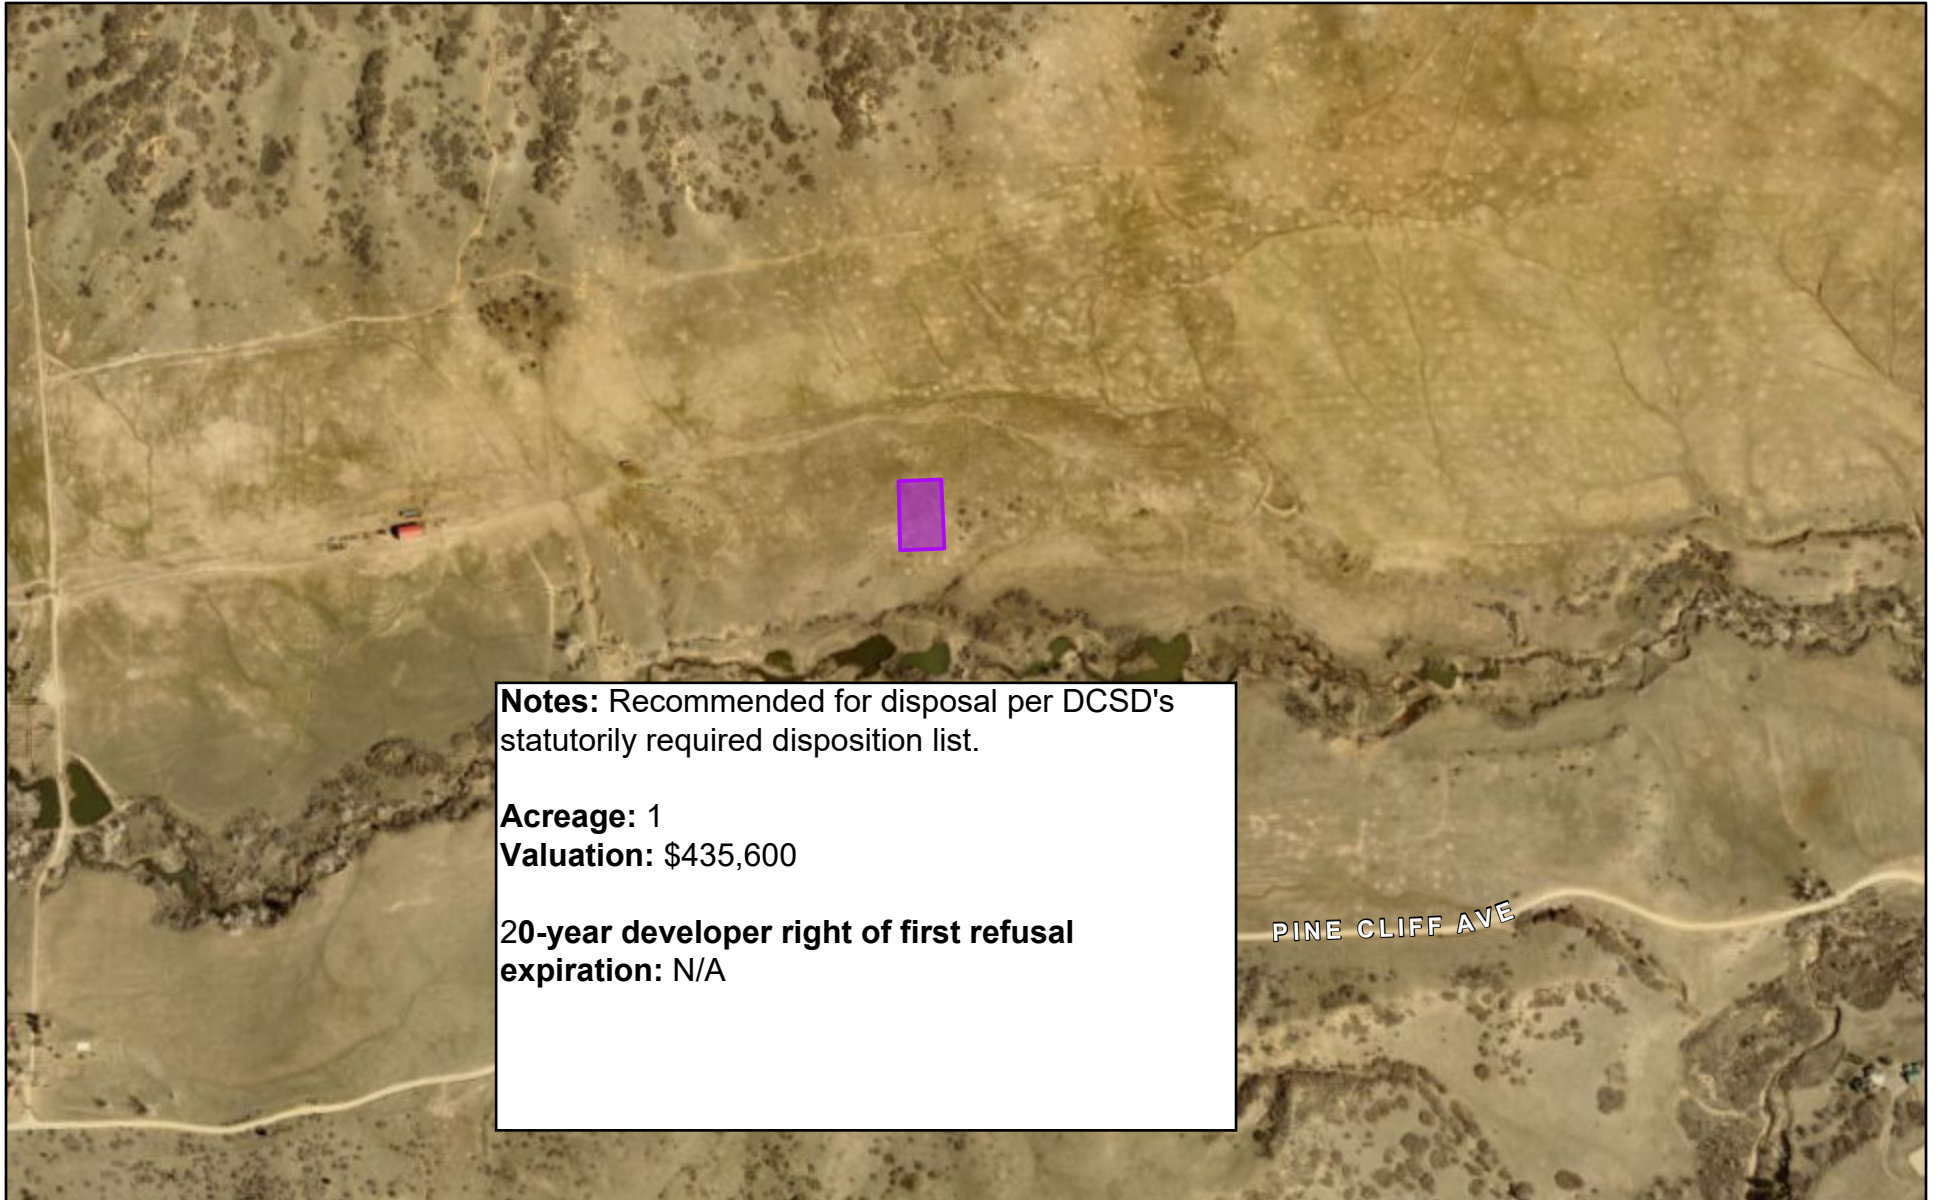 Notes: Recommended for disposal per DCSD's
statutorily required disposition list.
Acreage: 1
Valuation: $435,600
20-year developer right of first refusal
expiration: N/A
PINE CLIFF AVE